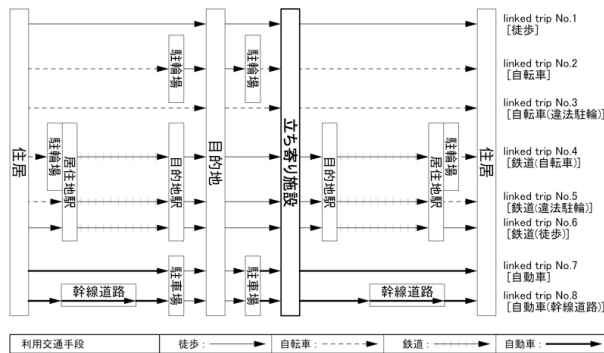 住居
駐輪場
居住地駅
幹線道路
駐輪場
目的地駅
駐車場
目的地
駐輪場
駐車場
立ち寄り施設
目的地駅
幹線道路
居住地駅
駐輪場
住居
linked trip No.1
[徒歩]
linked trip No.2
[自転車]
linked trip No.3
[自転車(違法駐輪)]
linked trip No.4
[鉄道(自転車)]
linked trip No.5
[鉄道(違法駐輪)]
linked trip No.6
[鉄道(徒歩)]
linked trip No.7
[自動車]
linked trip No.8
[自動車(幹線道路)]
利用交通手段 徒歩: 自転車: 鉄道: 自動車: